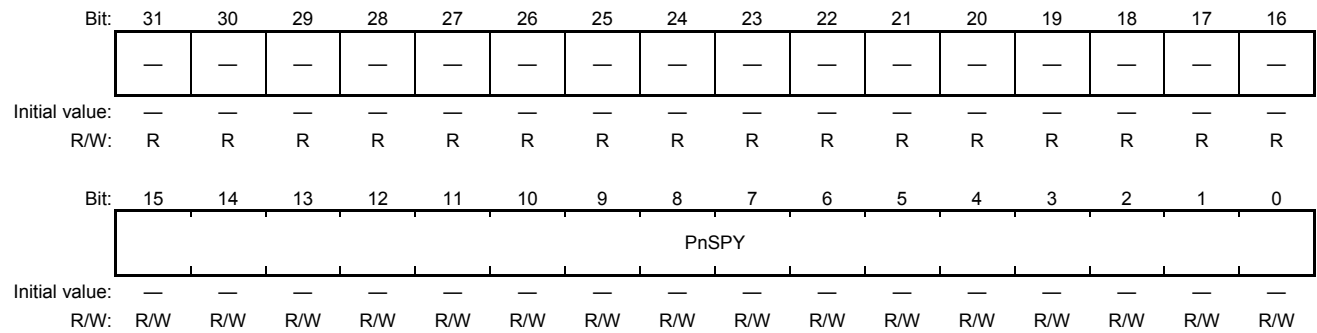 Bit: 31 30 29 28 27 26 25 24 23 22 21 20 19 18 17 16
— — — — — — — — — — — — — — — —
Initial value: — — — — — — — — — — — — — — — —
R/W: R R R R R R R R R R R R R R R R
Bit: 15 14 13 12 11 10 9 8 7 6 5 4 3 2 1 0
PnSPY
Initial value: — — — — — — — — — — — — — — — —
R/W: R/W R/W R/W R/W R/W R/W R/W R/W R/W R/W R/W R/W R/W R/W R/W R/W